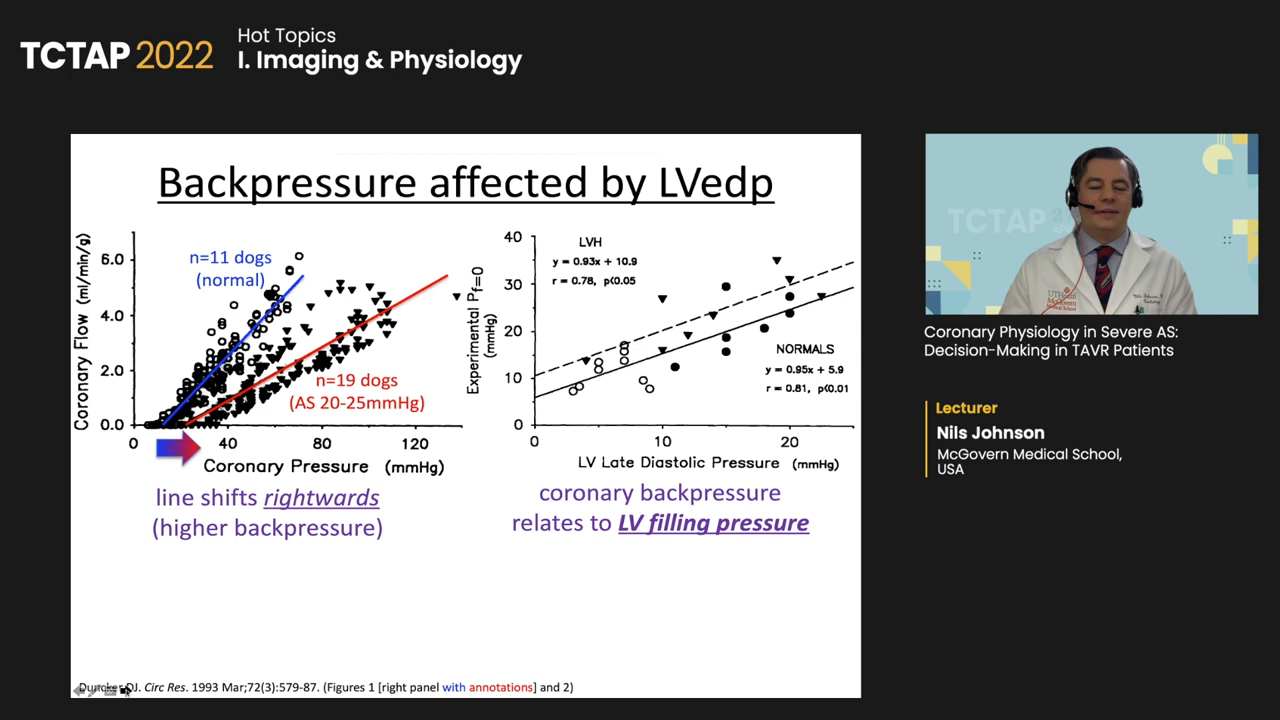 TCTAP 2022
Hot Topics
I. Imaging & Physiology
Backpressure affected by LVedp
Coronary Flow (ml/min/g)
6.0
4.0
2.0
0.0
0
40
80
120
Coronary Pressure (mmHg)
n=11 dogs
(normal)
n=19 dogs
(AS 20-25mmHg)
line shifts rightwards
(higher backpressure)
Experimental Pf=0
(mmHg)
40
30
20
10
0
0
10
20
LV Late Diastolic Pressure (mmHg)
LVH
y = 0.93x + 10.9
r = 0.78, p<0.05
NORMALS
y = 0.95x + 5.9
r = 0.81, p<0.01
coronary backpressure
relates to LV filling pressure
DJ. Circ Res. 1993 Mar;72(3):579-87. (Figures 1 [right panel with annotations] and 2)
TCTAP
Coronary Physiology in Severe AS:
Decision-Making in TAVR Patients
Lecturer
Nils Johnson
McGovern Medical School,
USA